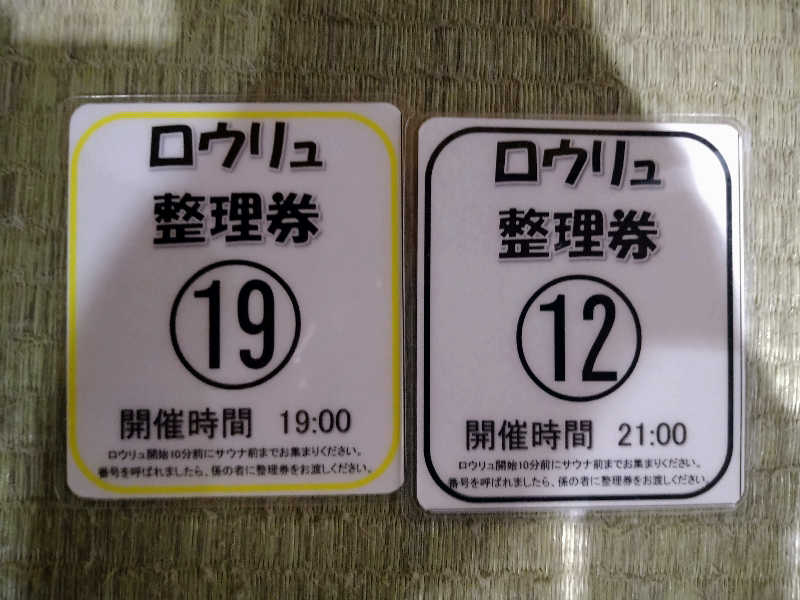 ロウリュ
整理券
19
開催時間 19:00
ロウリュ開始10分前にサウナ前までお集まりください。
番号を呼ばれましたら、係の者に整理券をお渡しください。
ロウリュ
整理券
12
開催時間 21:00
ロウリュ開始10分前にサウナ前までお集まりください。
番号を呼ばれましたら、係の者に整理券をお渡しください。